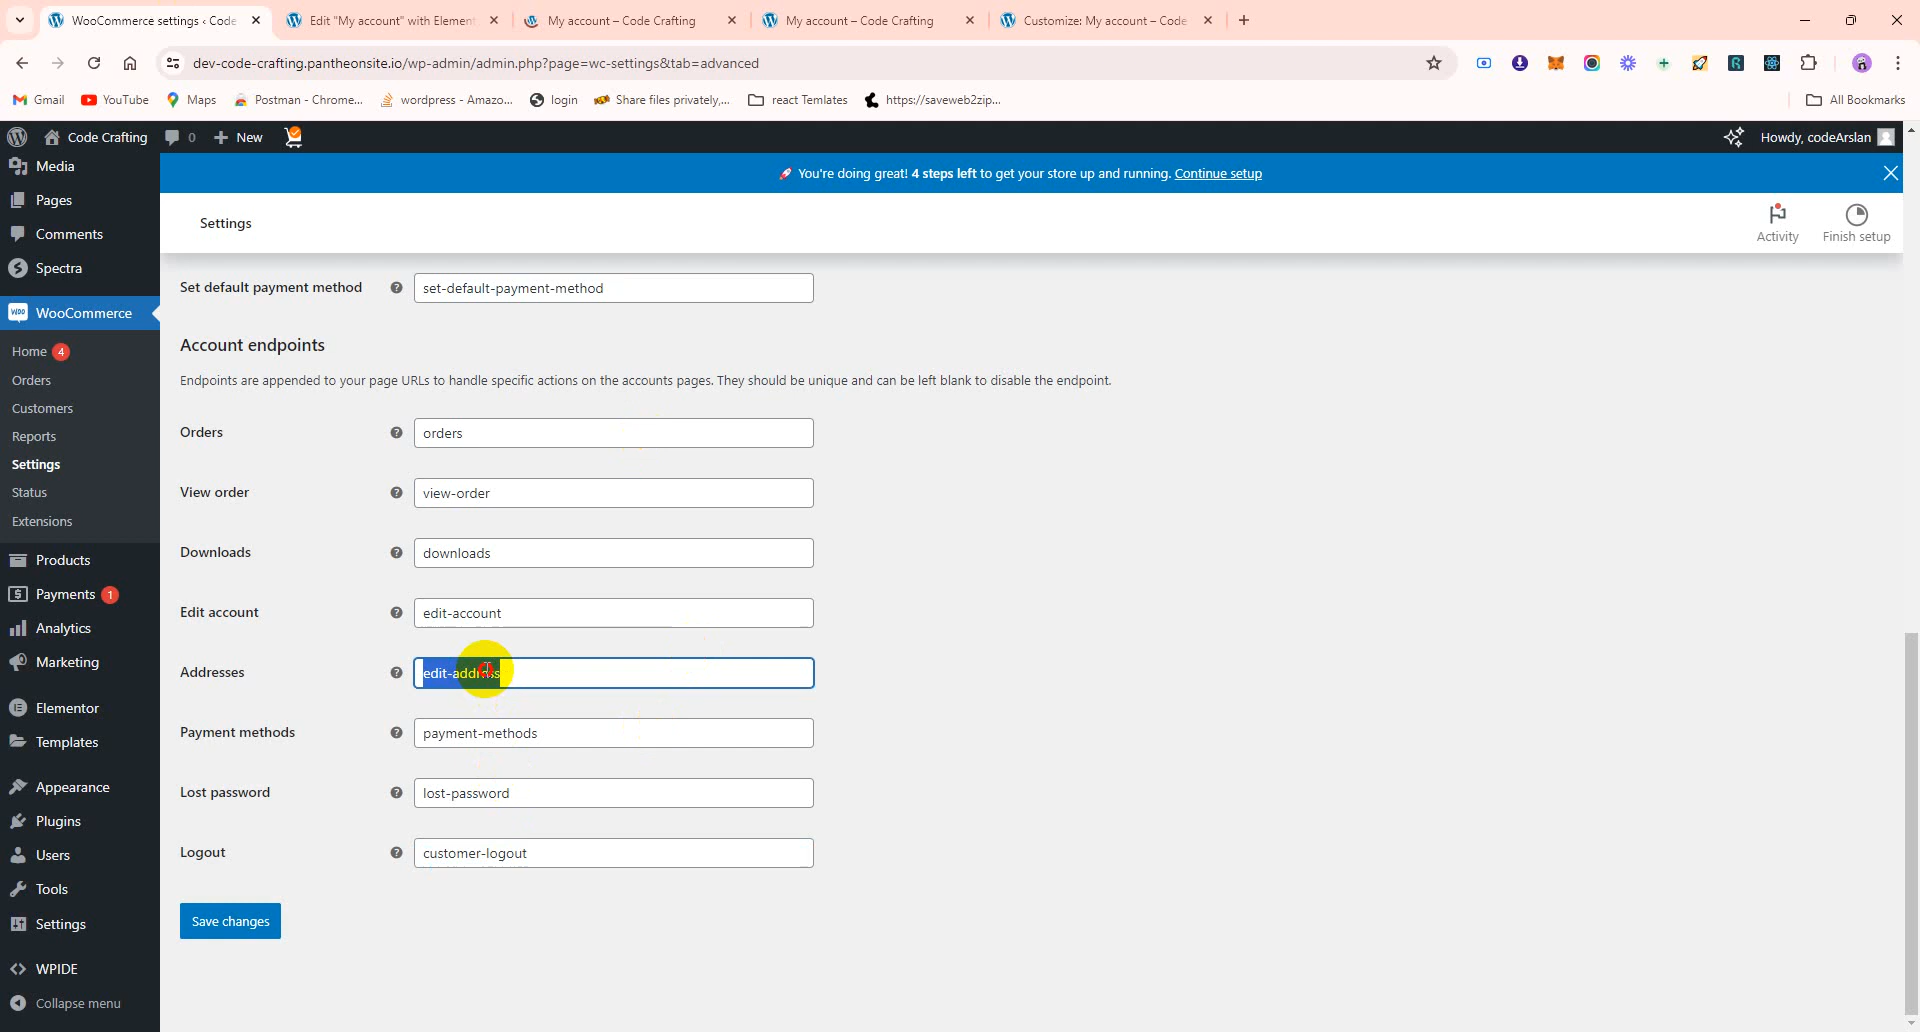 WooCommerce settings ‹ Code
Edit "My account" with Element
My account – Code Crafting
My account – Code Crafting
Customize: My account – Code
dev-code-crafting.pantheonsite.io/wp-admin/admin.php?page=wc-settings&tab=advanced
Gmail
YouTube
Maps
Postman - Chrome...
wordpress - Amazo...
login
Share files privately,...
react Temlates
https://saveweb2zip...
All Bookmarks
Code Crafting
0
New
Howdy, codeArslan
Media
Pages
Comments
Spectra
WooCommerce
Home 4
Orders
Customers
Reports
Settings
Status
Extensions
Products
Payments 1
Analytics
Marketing
Elementor
Templates
Appearance
Plugins
Users
Tools
Settings
WPIDE
Collapse menu
🚀 You're doing great! 4 steps left to get your store up and running. Continue setup
Settings
Activity
Finish setup
Set default payment method
set-default-payment-method
Account endpoints
Endpoints are appended to your page URLs to handle specific actions on the accounts pages. They should be unique and can be left blank to disable the endpoint.
Orders
orders
View order
view-order
Downloads
downloads
Edit account
edit-account
Addresses
edit-address
Payment methods
payment-methods
Lost password
lost-password
Logout
customer-logout
Save changes